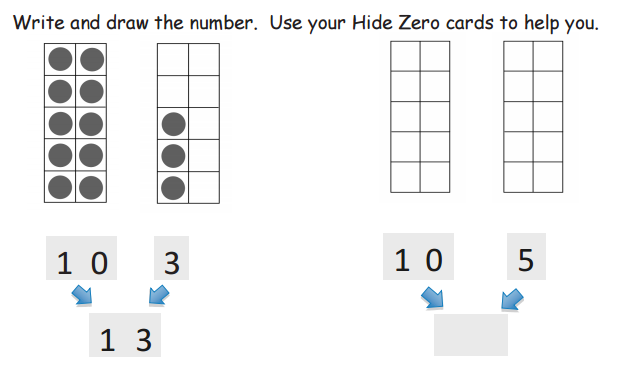 Write and draw the number. Use your Hide Zero cards to help you.
1 0 3 1 0 5
1 3